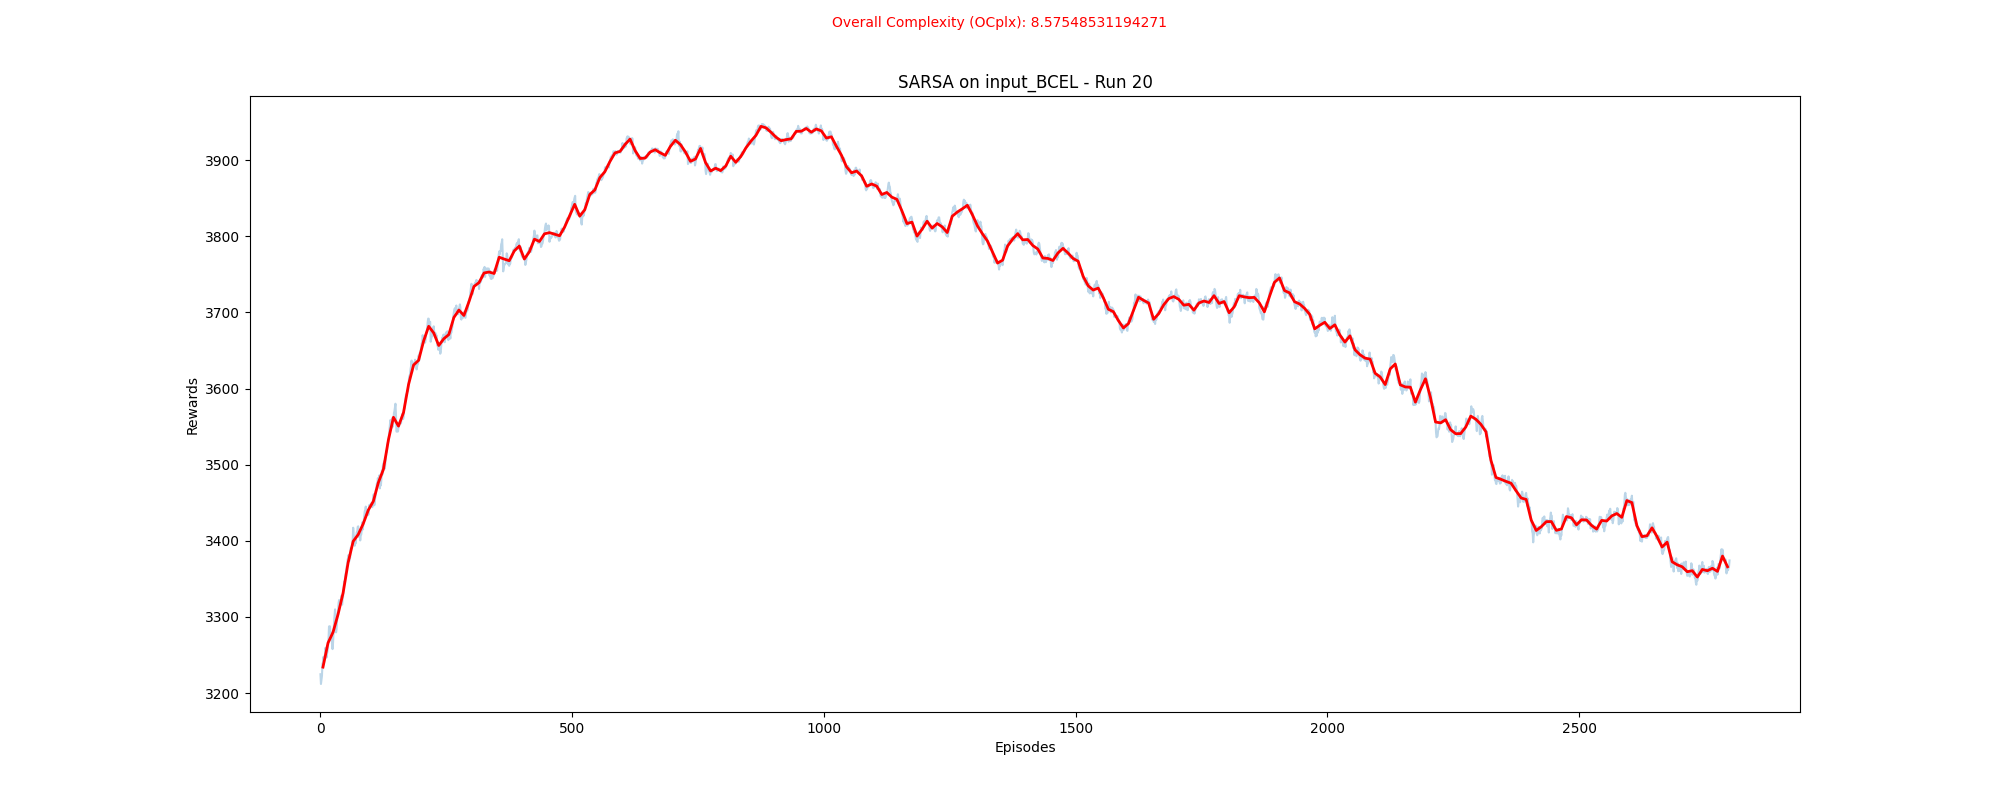 Overall Complexity (OCplx): 8.57548531194271
SARSA on input_BCEL - Run 20
3900
3800
3700
3600
3500
3400
3300
3200
Rewards
0 500 1000 1500 2000 2500
Episodes